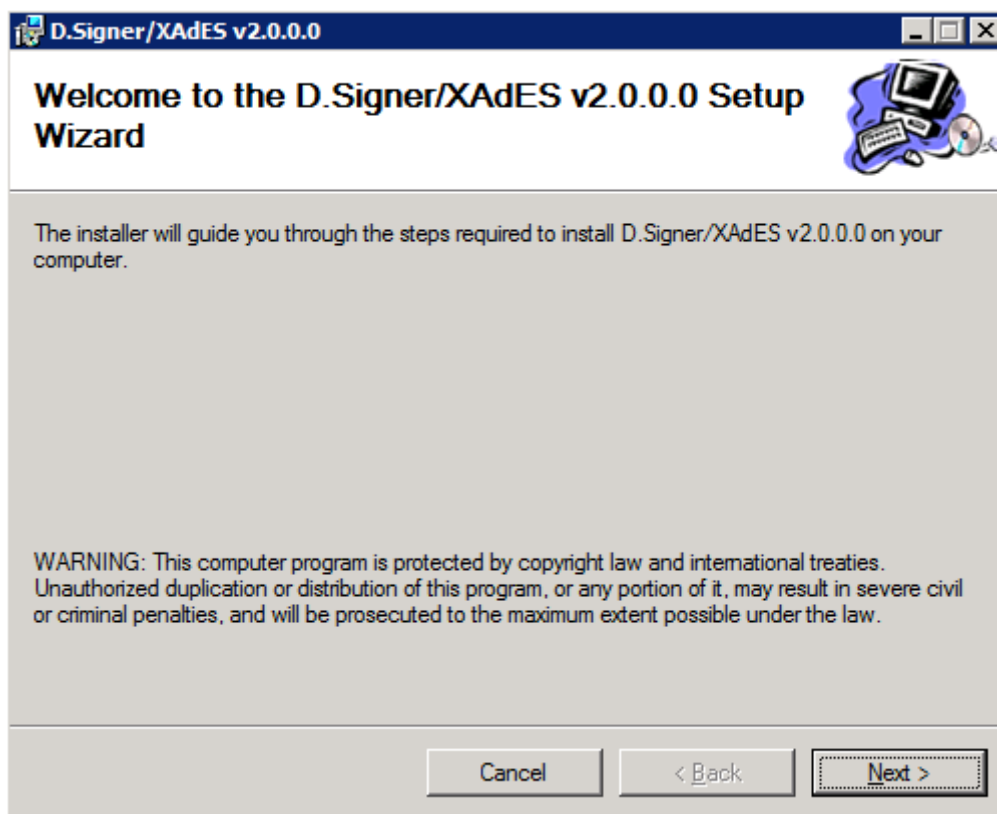 D.Signer/XAdES v2.0.0.0
Welcome to the D.Signer/XAdES v2.0.0.0 Setup
Wizard
The installer will guide you through the steps required to install D.Signer/XAdES v2.0.0.0 on your
computer.
WARNING: This computer program is protected by copyright law and international treaties.
Unauthorized duplication or distribution of this program, or any portion of it, may result in severe civil
or criminal penalties, and will be prosecuted to the maximum extent possible under the law.
Cancel
< Back
Next >